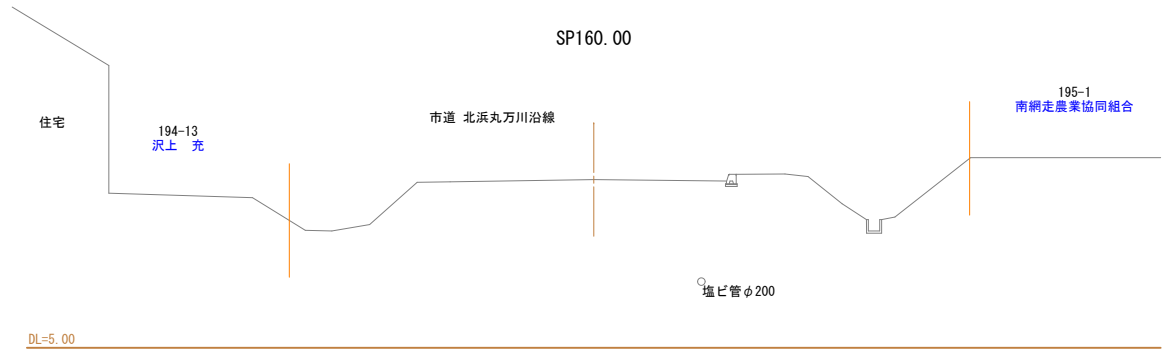 SP160.00
195-1
南網走農業協同組合
市道 北浜丸万川沿線
住宅
194-13
沢上　充
塩ビ管φ200
DL=5.00